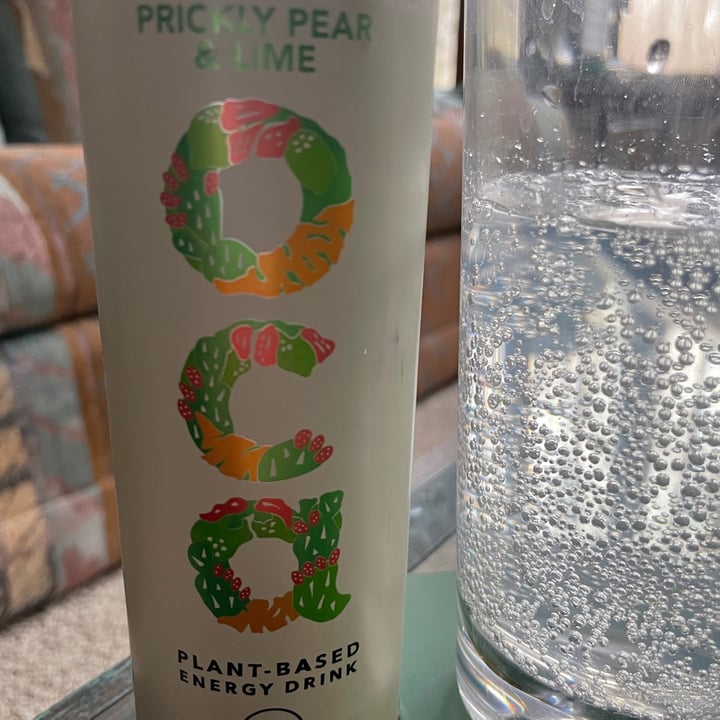 PRICKLY PEAR
& LIME
oca
PLANT-BASED
ENERGY DRINK